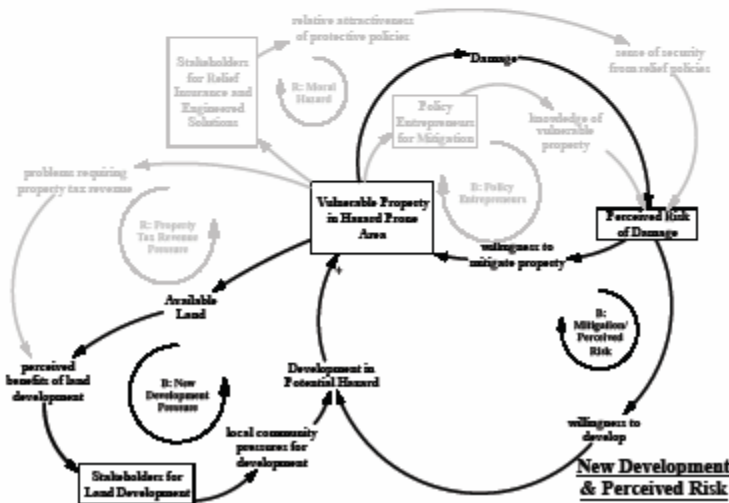 relative attractiveness
of protective policies
Damage
sense of security
from relief policies
Stakeholders
for Relief
Insurance and
Engineered
Solutions
R: Moral
Hazard
Policy
Entrepreneurs
for Mitigation
knowledge of
vulnerable
property
problems requiring
property tax revenue
Vulnerable Property
in Hazard Prone
Area
B: Policy
Entrepreneurs
R: Property
Tax Revenue
Pressure
Perceived Risk
of Damage
willingness to
mitigate property
+
Available
Land
B:
Mitigation/
Perceived
Risk
perceived
benefits of land
development
B: New
Development
Pressure
Development in
Potential Hazard
local community
pressures for
development
willingness to
develop
Stakeholders for
Land Development
New Development
& Perceived Risk